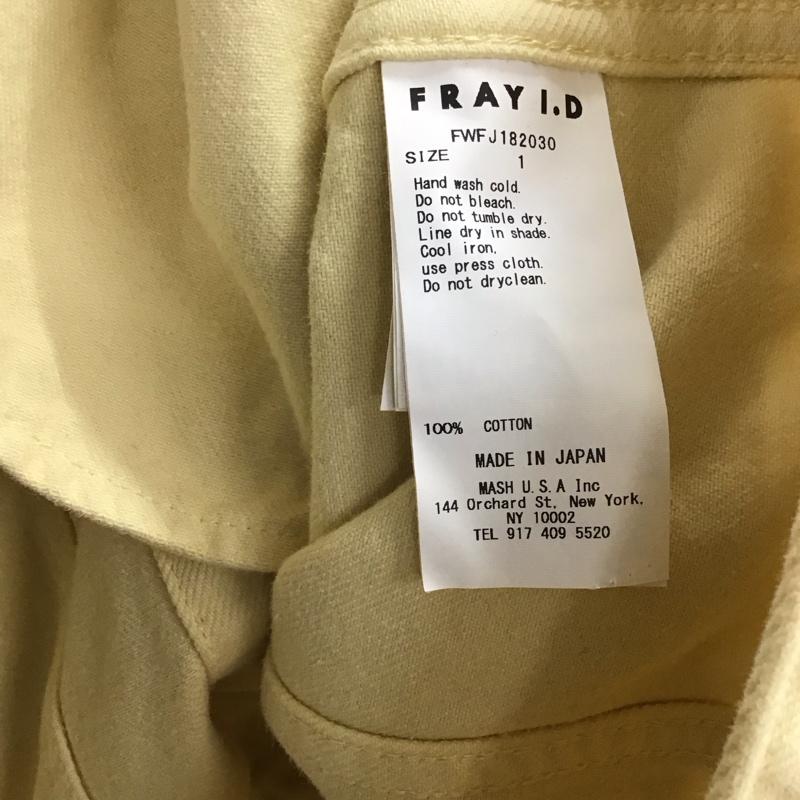 FRAY I.D
FWFJ182030
SIZE 1
Hand wash cold.
Do not bleach.
Do not tumble dry.
Line dry in shade.
Cool iron,
use press cloth.
Do not dryclean.
100% COTTON
MADE IN JAPAN
MASH U.S.A Inc
144 Orchard St, New York,
NY 10002
TEL 917 409 5520